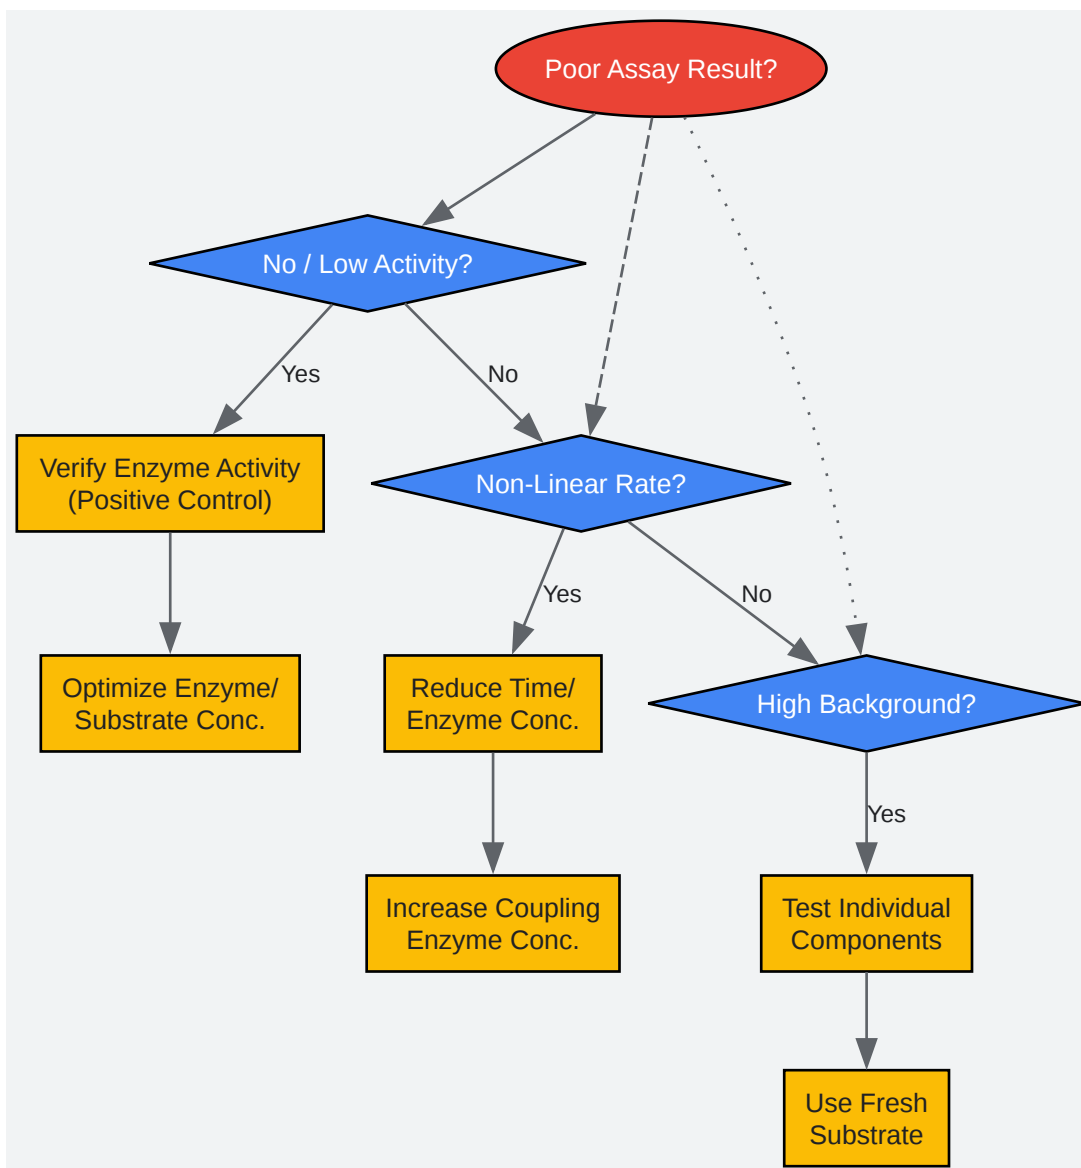 Poor Assay Result?
No / Low Activity?
Yes
No
Verify Enzyme Activity
(Positive Control)
Non-Linear Rate?
Yes
No
Optimize Enzyme/
Substrate Conc.
Reduce Time/
Enzyme Conc.
High Background?
Yes
Increase Coupling
Enzyme Conc.
Test Individual
Components
Use Fresh
Substrate